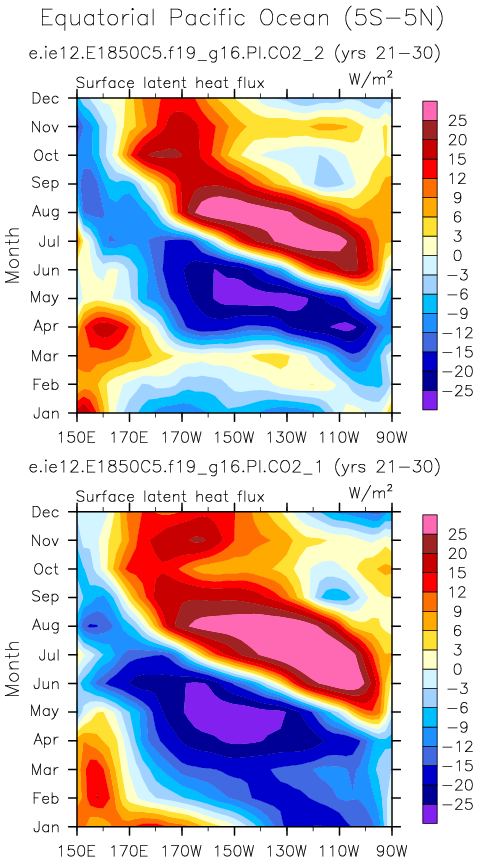 Equatorial Pacific Ocean (5S-5N)
e.ie12.E1850C5.f19_g16.PI.CO2_2 (yrs 21-30)
Surface latent heat flux W/m²
Dec
Nov
Oct
Sep
Aug
Jul
Jun
May
Apr
Mar
Feb
Jan
Month
150E 170E 170W 150W 130W 110W 90W
25
20
15
12
9
6
3
0
-3
-6
-9
-12
-15
-20
-25
e.ie12.E1850C5.f19_g16.PI.CO2_1 (yrs 21-30)
Surface latent heat flux W/m²
Dec
Nov
Oct
Sep
Aug
Jul
Jun
May
Apr
Mar
Feb
Jan
Month
150E 170E 170W 150W 130W 110W 90W
25
20
15
12
9
6
3
0
-3
-6
-9
-12
-15
-20
-25